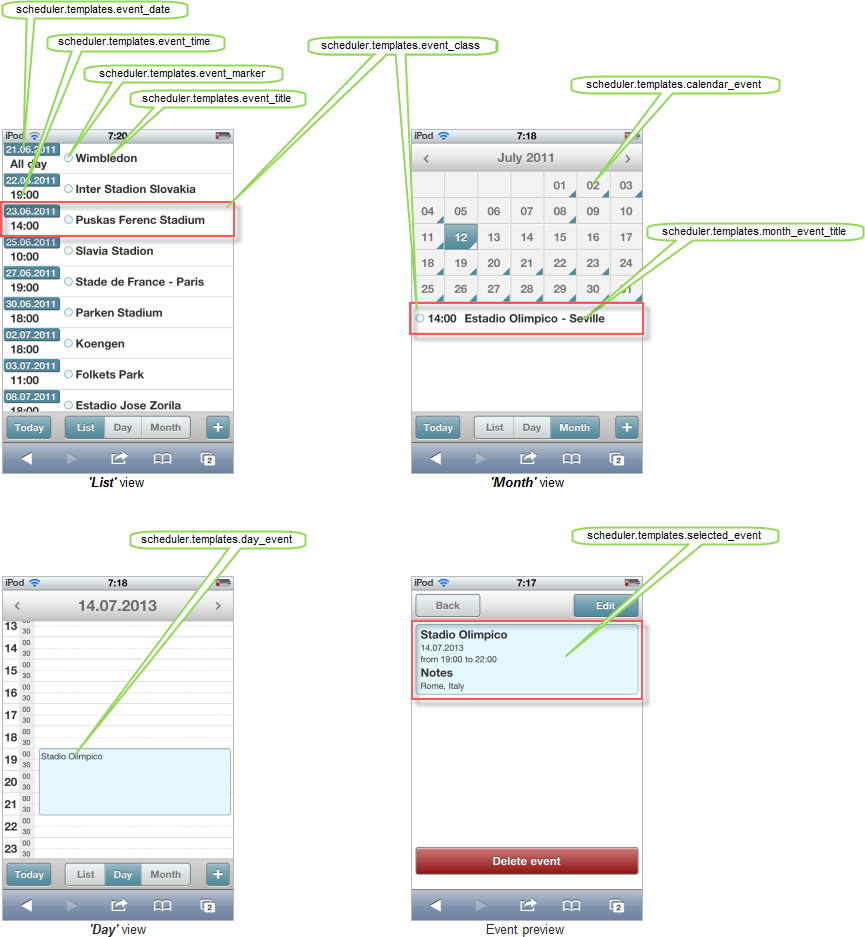 scheduler.templates.event_date
scheduler.templates.event_time
scheduler.templates.event_class
scheduler.templates.event_marker
scheduler.templates.calendar_event
scheduler.templates.event_title
iPod 7:20
21.06.2011
All day
Wimbledon
22.06.2011
19:00
Inter Stadion Slovakia
23.06.2011
14:00
Puskas Ferenc Stadium
25.06.2011
10:00
Slavia Stadion
27.06.2011
19:00
Stade de France - Paris
30.06.2011
18:00
Parken Stadium
02.07.2011
18:00
Koengen
03.07.2011
11:00
Folkets Park
08.07.2011
18:00
Estadio Jose Zorila
Today List Day Month +
2
'List' view
iPod 7:18
< July 2011 >
01 02 03
04 05 06 07 08 09 10
11 12 13 14 15 16 17
scheduler.templates.month_event_title
18 19 20 21 22 23 24
25 26 27 28 29 30 31
14:00 Estadio Olimpico - Seville
Today List Day Month +
2
'Month' view
scheduler.templates.day_event
iPod 7:18
< 14.07.2013 >
13 00
30
14 00
30
15 00
30
16 00
30
17 00
30
18 00
30
19 00
30
Stadio Olimpico
20 00
30
21 00
30
22 00
30
23 00
30
Today List Day Month +
2
'Day' view
scheduler.templates.selected_event
iPod 7:17
Back Edit
Stadio Olimpico
14.07.2013
from 19:00 to 22:00
Notes
Rome, Italy
Delete event
2
Event preview